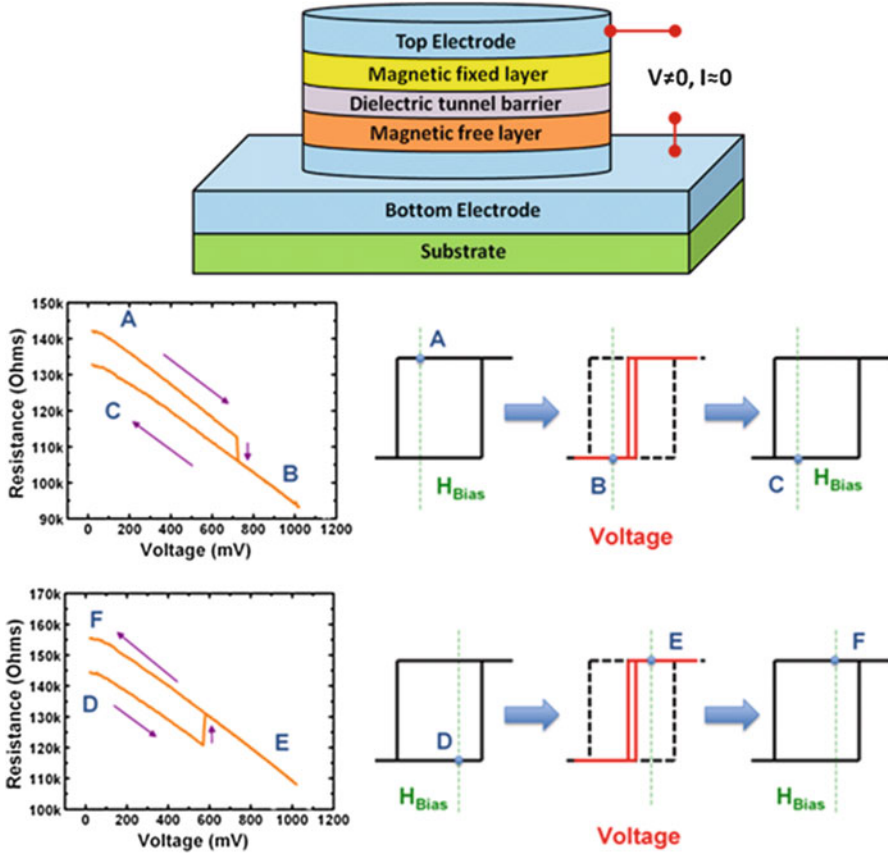 Top Electrode
Magnetic fixed layer
V≠0, I≈0
Dielectric tunnel barrier
Magnetic free layer
Bottom Electrode
Substrate
150k
140k
130k
120k
110k
100k
90k
Resistance (Ohms)
A
C
B
0 200 400 600 800 1000 1200
Voltage (mV)
A
H_Bias
B
Voltage
C
H_Bias
170k
160k
150k
140k
130k
120k
110k
100k
Resistance (Ohms)
F
D
E
0 200 400 600 800 1000 1200
Voltage (mV)
D
H_Bias
E
Voltage
F
H_Bias